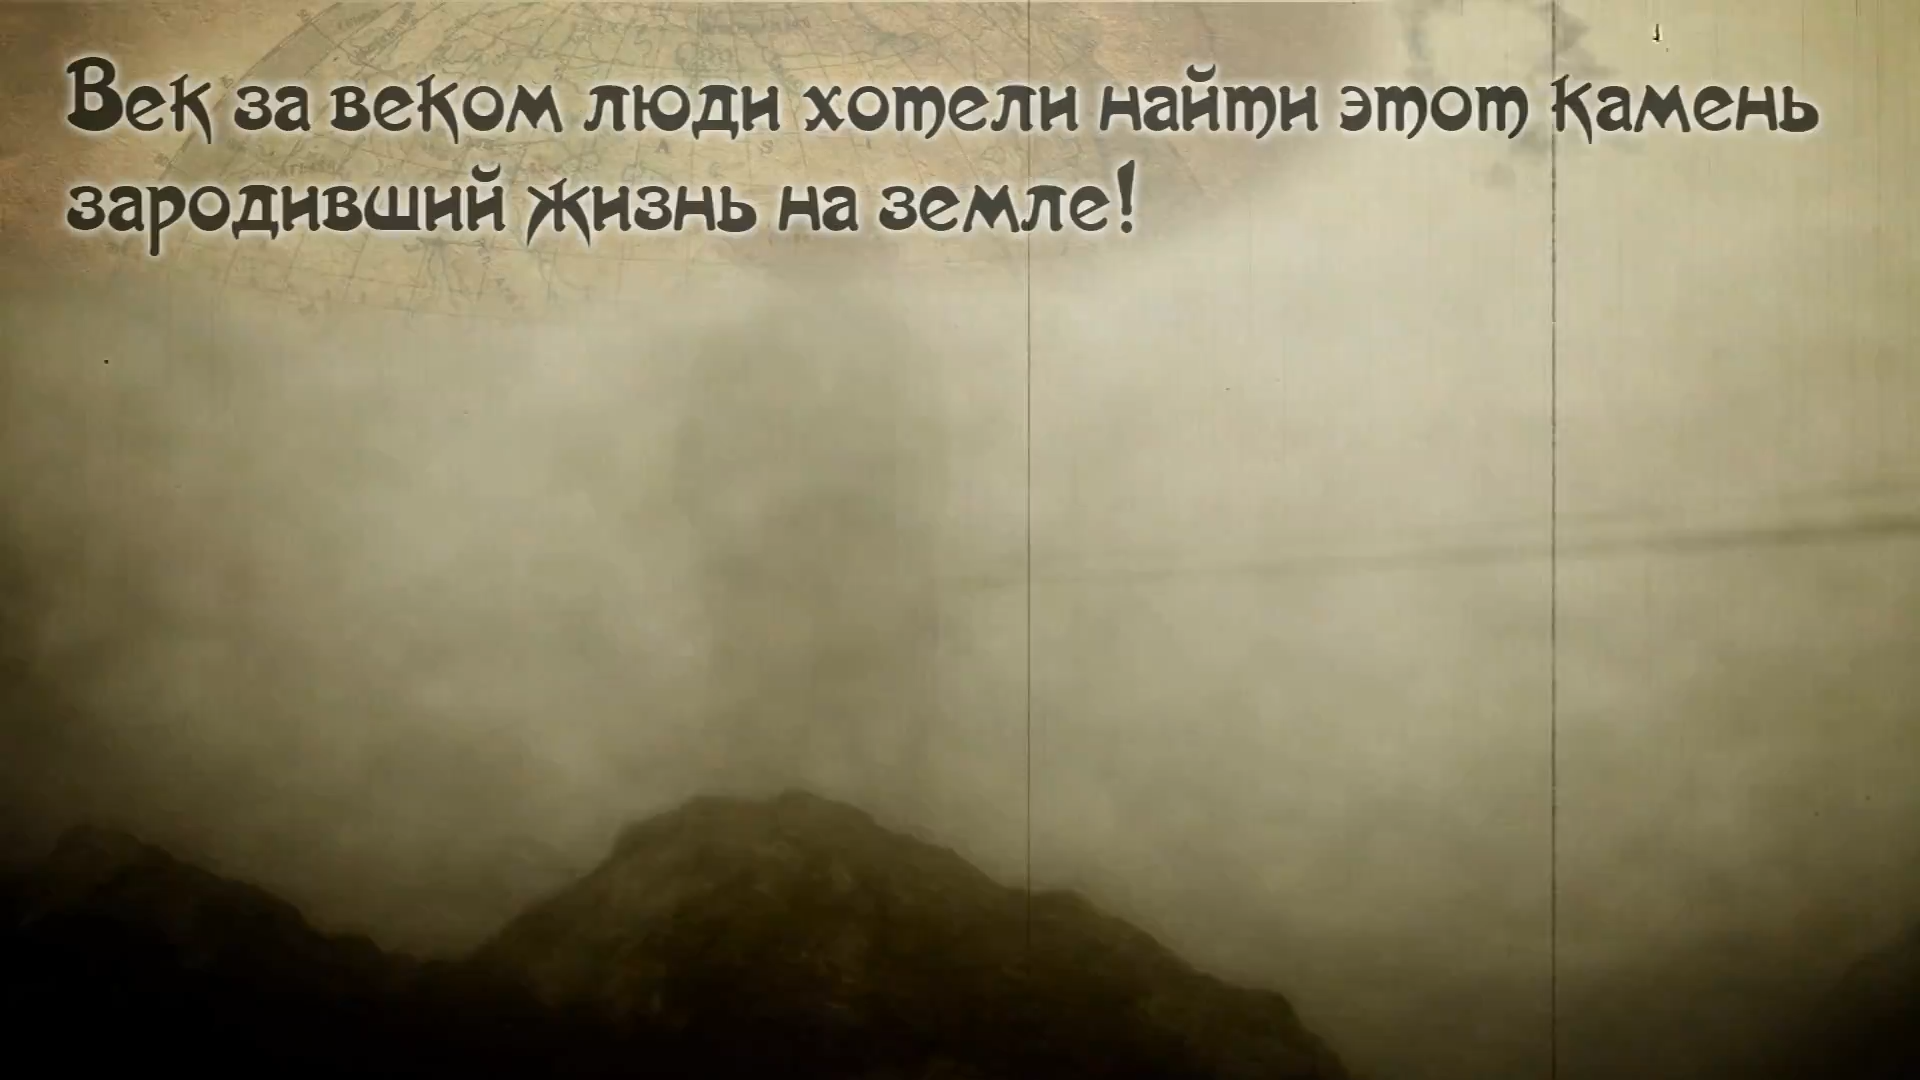 Век за веком люди хотели найти этот камень
зародивший жизнь на земле!